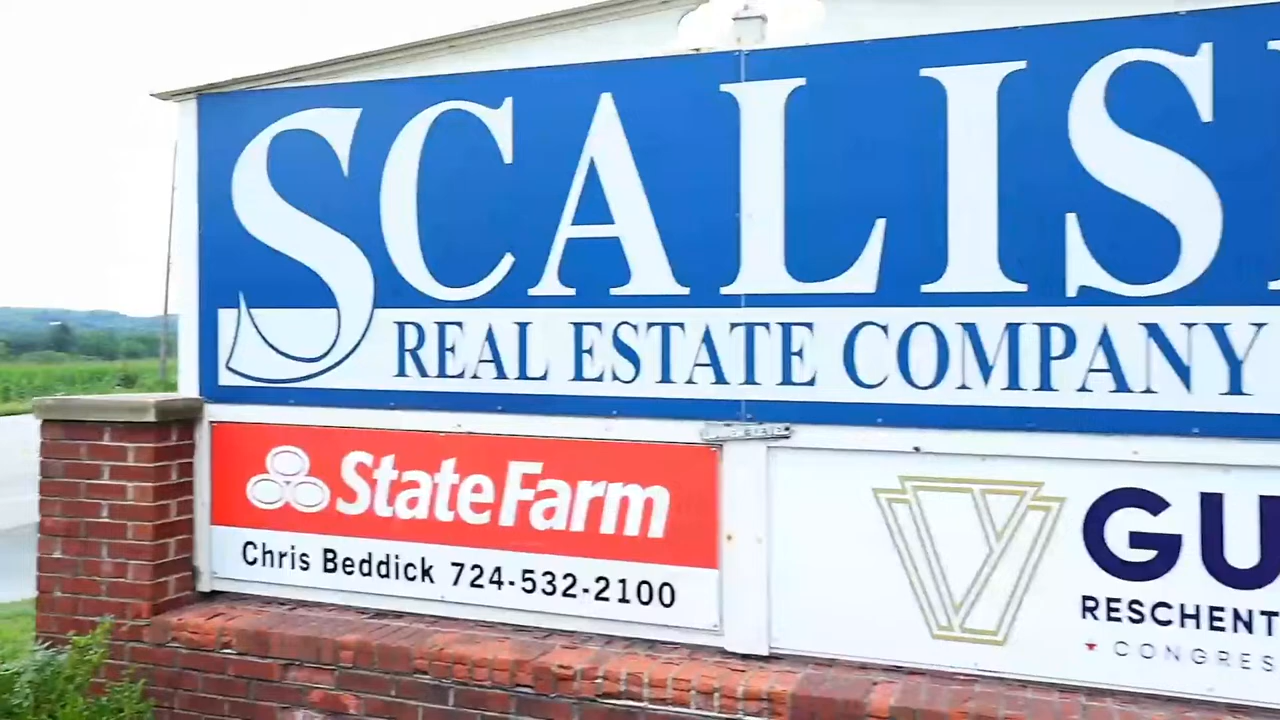 SCALIS
REAL ESTATE COMPANY
StateFarm
Chris Beddick 724-532-2100
GU
RESCHENT
CONGRES